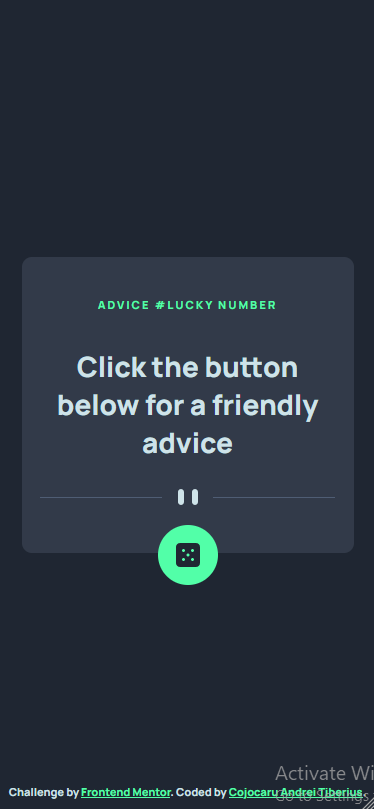 ADVICE #LUCKY NUMBER
Click the button
below for a friendly
advice
Activate Wi
Go to Settings
Challenge by Frontend Mentor. Coded by Cojocaru Andrei Tiberius.